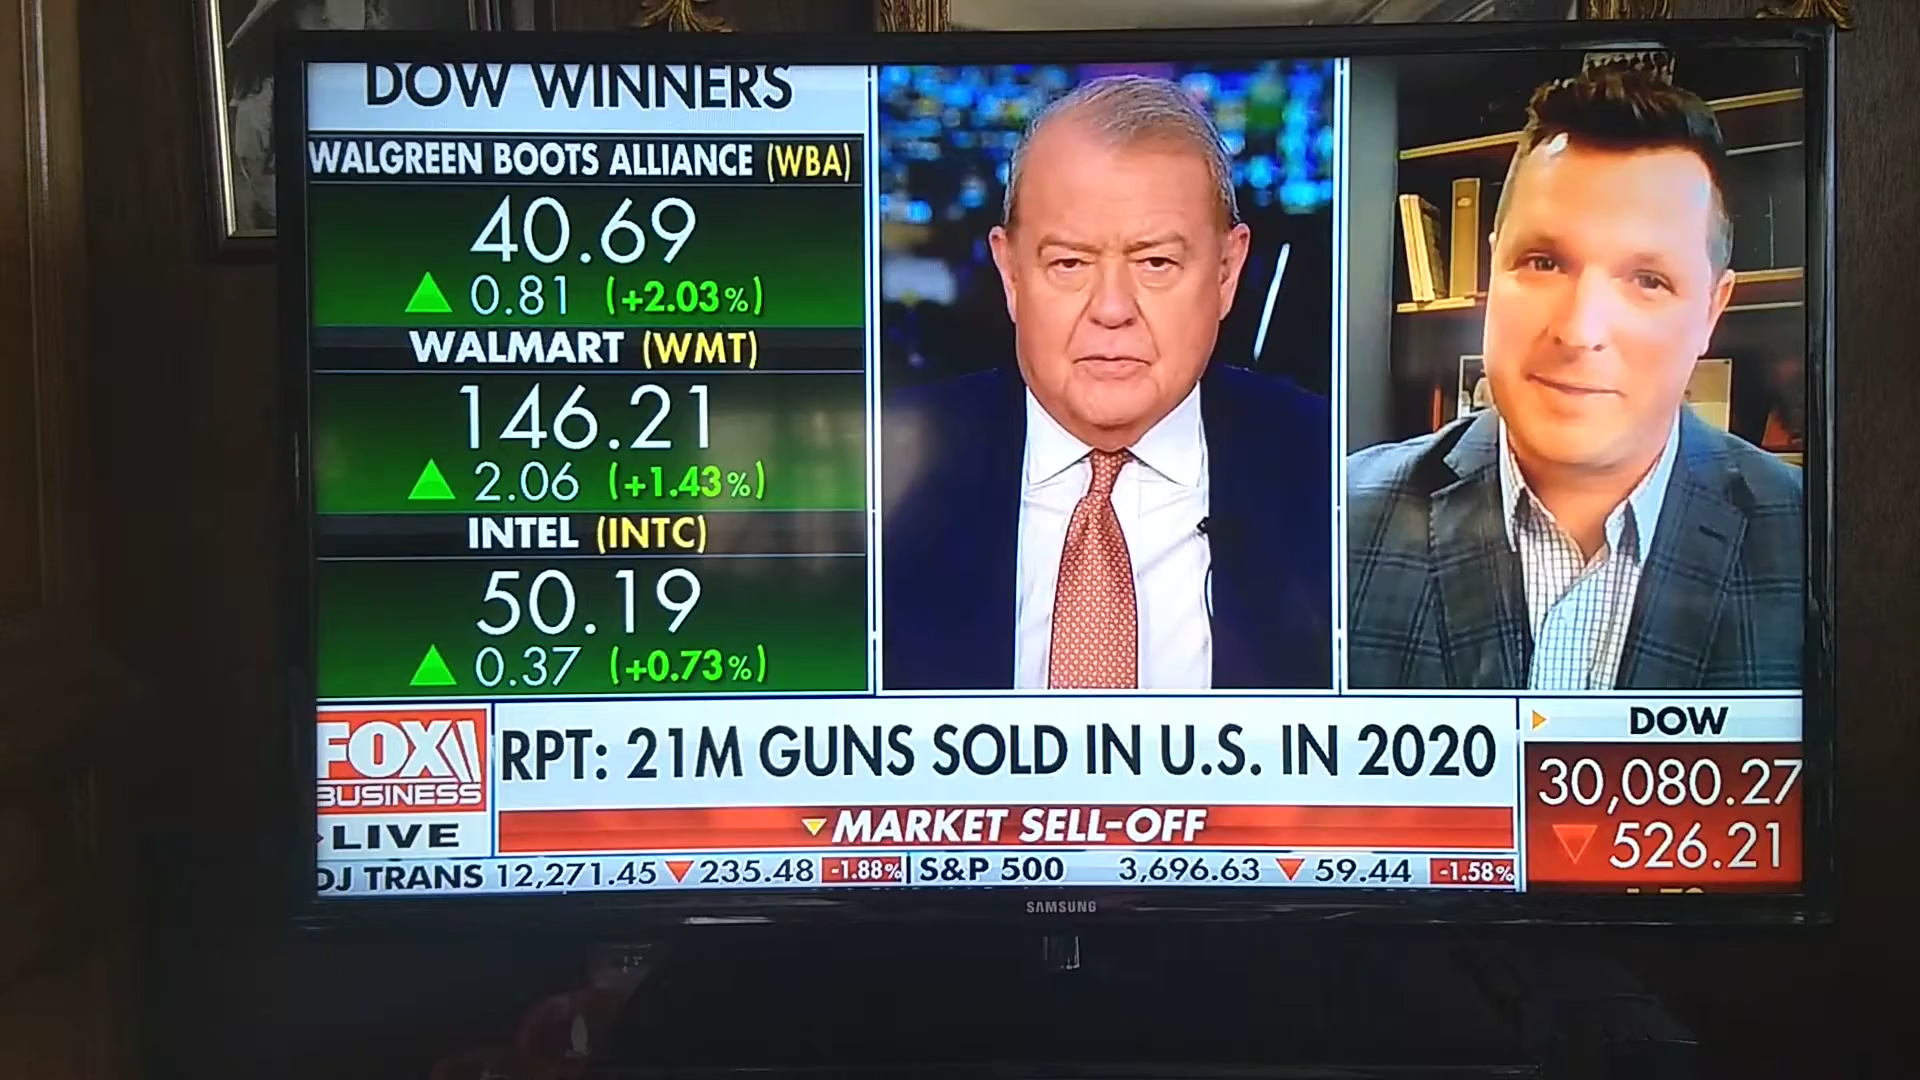 DOW WINNERS
WALGREEN BOOTS ALLIANCE (WBA)
40.69
▲ 0.81 (+2.03%)
WALMART (WMT)
146.21
▲ 2.06 (+1.43%)
INTEL (INTC)
50.19
▲ 0.37 (+0.73%)
FOX
BUSINESS
LIVE
RPT: 21M GUNS SOLD IN U.S. IN 2020
MARKET SELL-OFF
DJ TRANS 12,271.45 ▼ 235.48 -1.88% S&P 500 3,696.63 ▼ 59.44 -1.58%
DOW
30,080.27
▼ 526.21
SAMSUNG